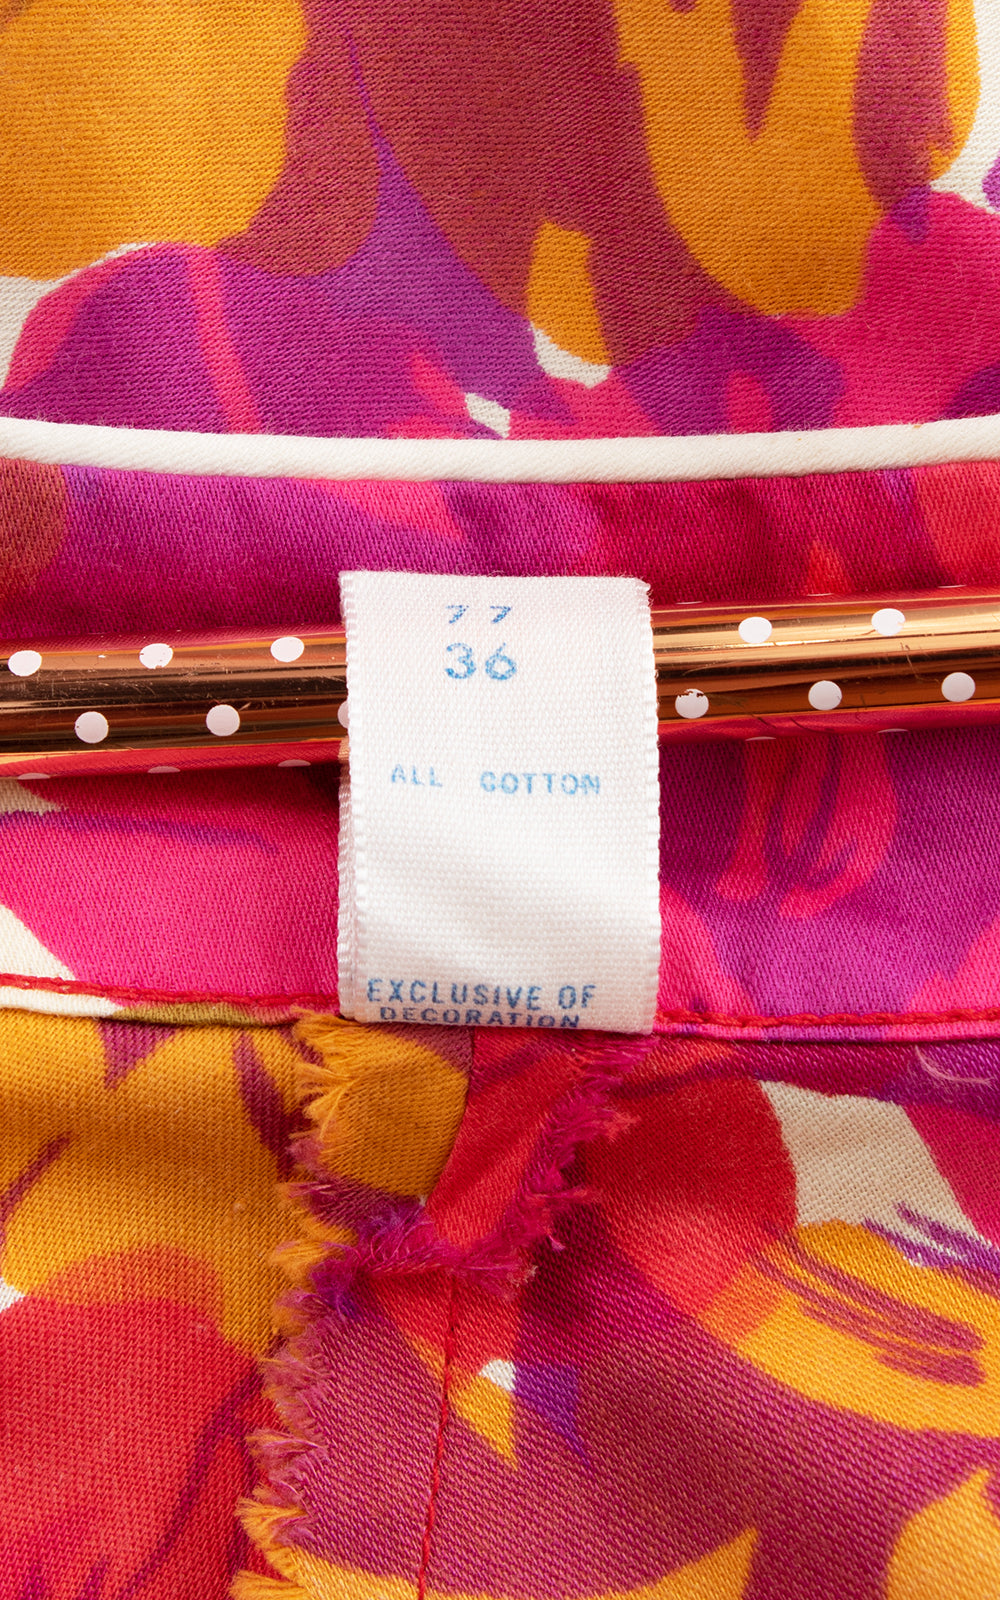 77
36
ALL COTTON
EXCLUSIVE OF
DECORATION